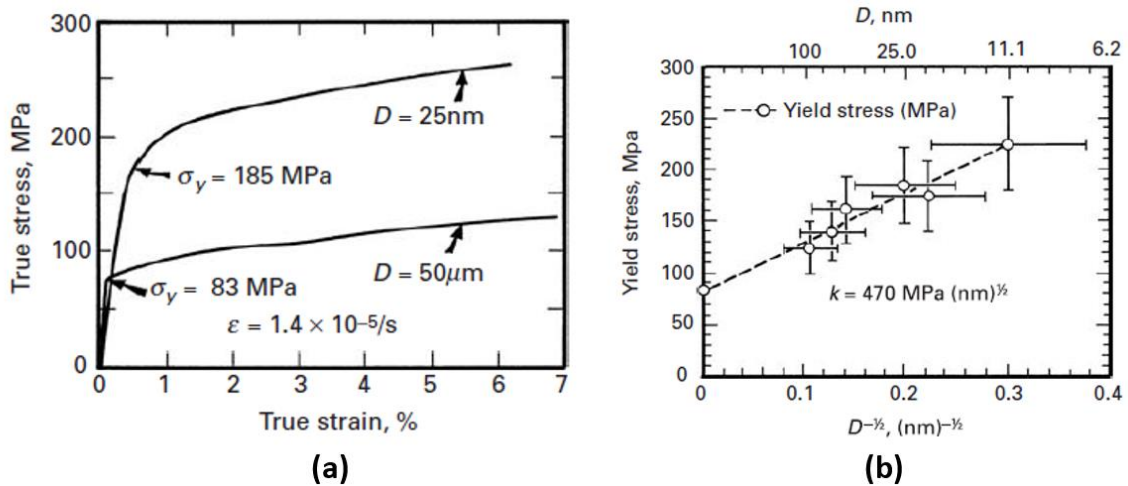 300
200
100
0
True stress, MPa
D = 25nm
σy = 185 MPa
D = 50μm
σy = 83 MPa
ε = 1.4 × 10–5/s
0 1 2 3 4 5 6 7
True strain, %
(a)
D, nm
100 25.0 11.1 6.2
300
250
200
150
100
50
0
Yield stress, Mpa
Yield stress (MPa)
k = 470 MPa (nm)½
0 0.1 0.2 0.3 0.4
D–½, (nm)–½
(b)